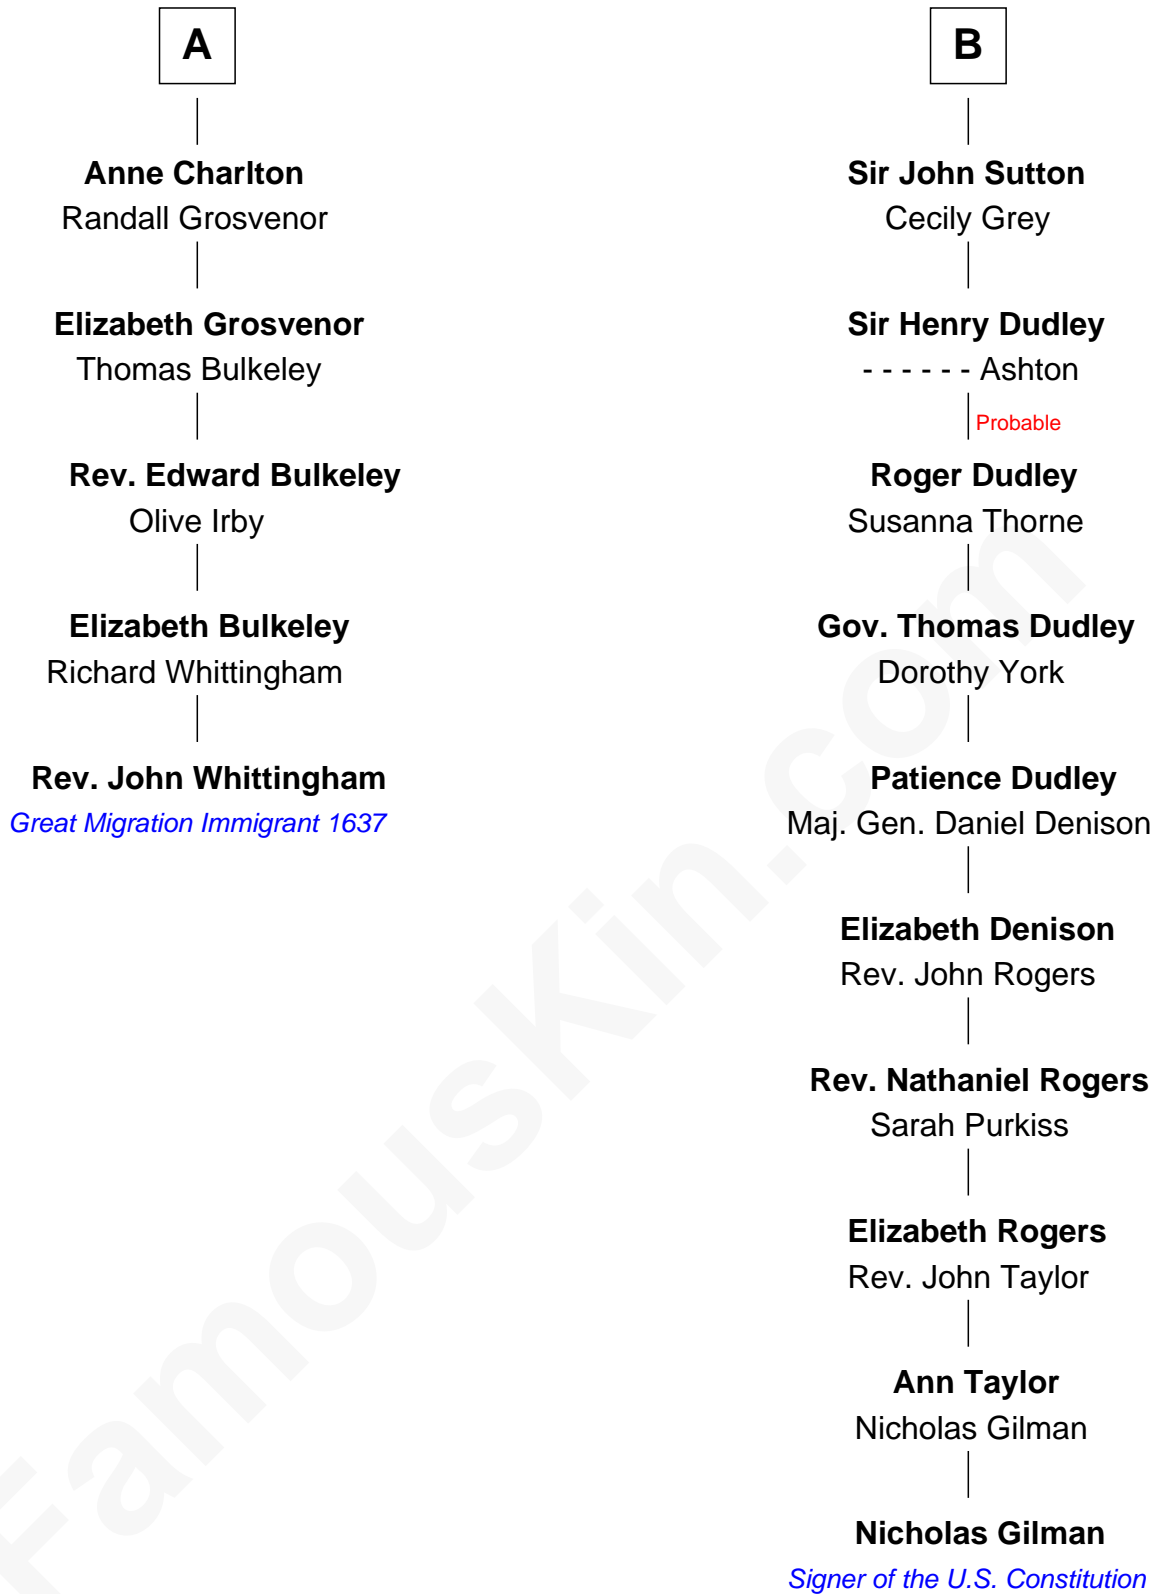 A
Anne Charlton
Randall Grosvenor
Elizabeth Grosvenor
Thomas Bulkeley
Rev. Edward Bulkeley
Olive Irby
Elizabeth Bulkeley
Richard Whittingham
Rev. John Whittingham
Great Migration Immigrant 1637
B
Sir John Sutton
Cecily Grey
Sir Henry Dudley
- - - - - - Ashton
Probable
Roger Dudley
Susanna Thorne
Gov. Thomas Dudley
Dorothy York
Patience Dudley
Maj. Gen. Daniel Denison
Elizabeth Denison
Rev. John Rogers
Rev. Nathaniel Rogers
Sarah Purkiss
Elizabeth Rogers
Rev. John Taylor
Ann Taylor
Nicholas Gilman
Nicholas Gilman
Signer of the U.S. Constitution
FamousKin.com